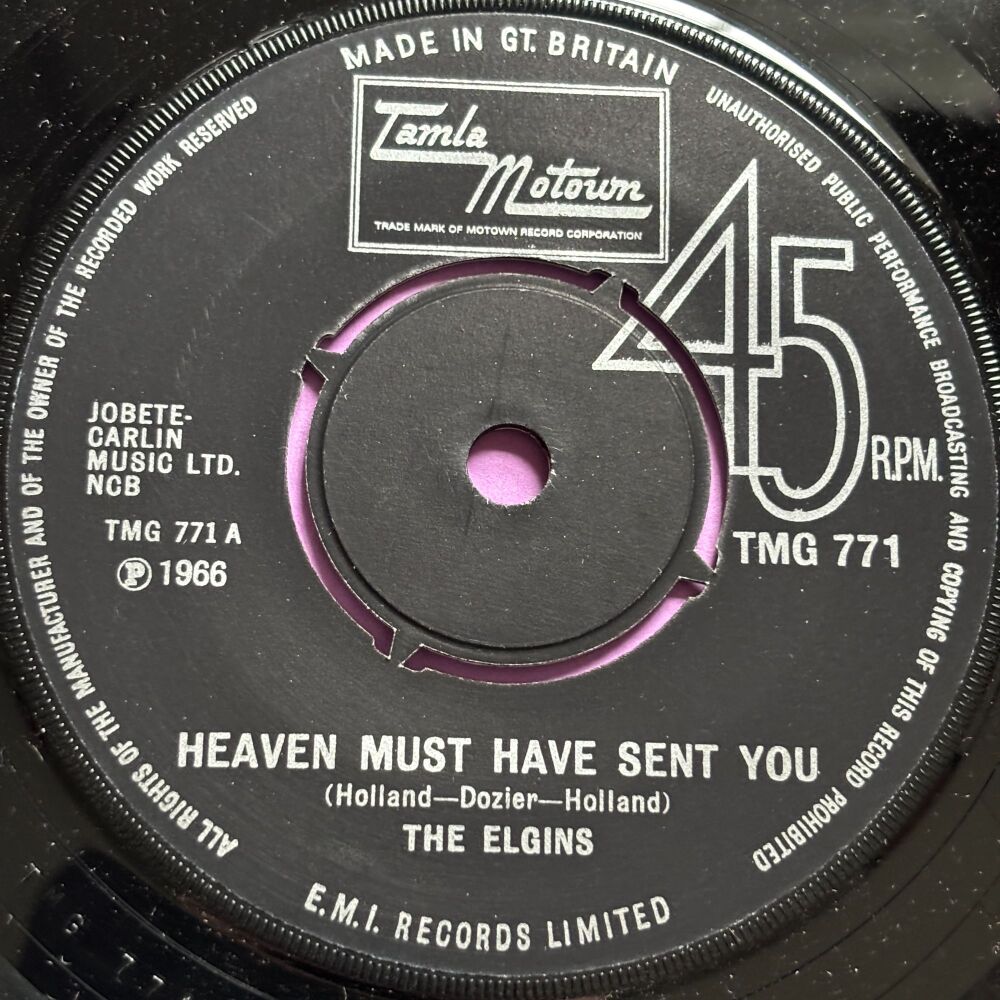 MADE IN GT. BRITAIN
Tamla
Motown
TRADE MARK OF MOTOWN RECORD CORPORATION
45
R.P.M.
TMG 771
JOBETE-
CARLIN
MUSIC LTD.
NCB
TMG 771 A
Ⓟ 1966
HEAVEN MUST HAVE SENT YOU
(Holland—Dozier—Holland)
THE ELGINS
E.M.I. RECORDS LIMITED
ALL RIGHTS OF THE MANUFACTURER AND OF THE OWNER OF THE RECORDED WORK RESERVED
UNAUTHORISED PUBLIC PERFORMANCE BROADCASTING AND COPYING OF THIS RECORD PROHIBITED